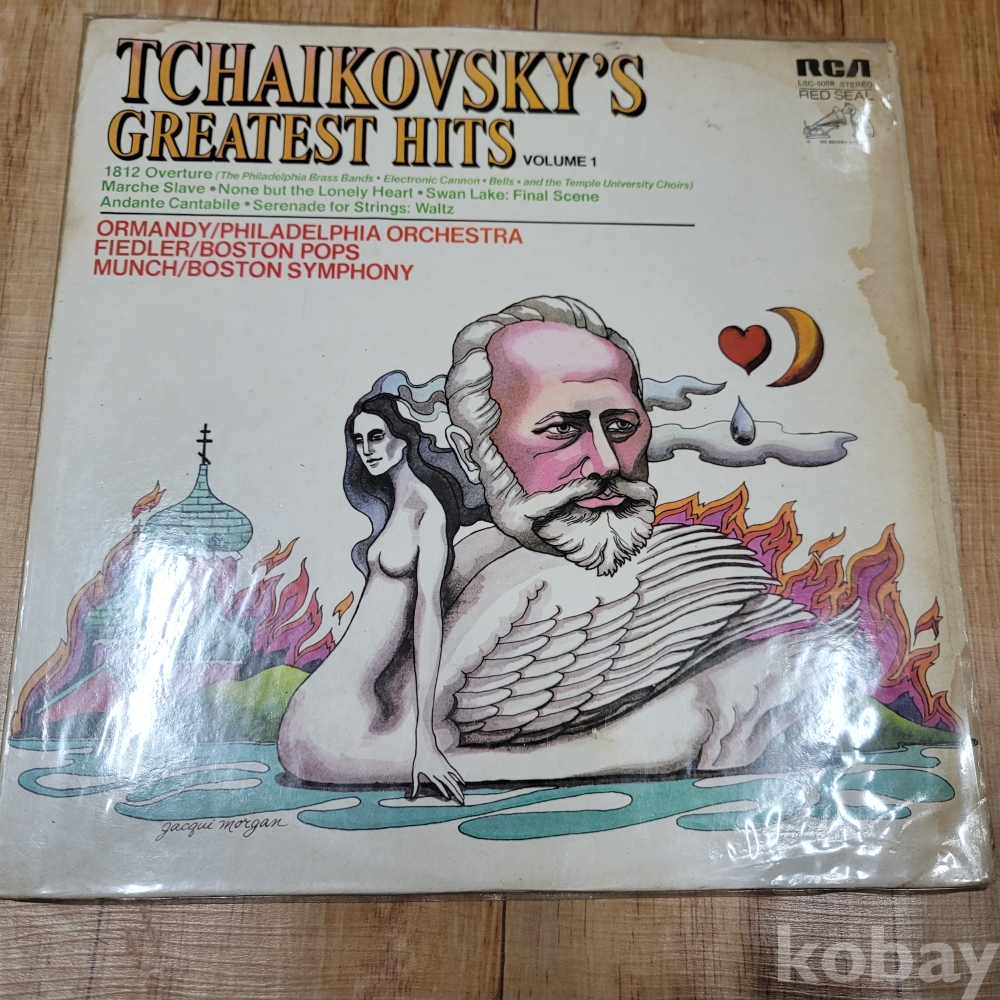 TCHAIKOVSKY'S
GREATEST HITS VOLUME 1
1812 Overture (The Philadelphia Brass Bands • Electronic Cannon • Bells • and the Temple University Choirs)
Marche Slave • None but the Lonely Heart • Swan Lake: Final Scene
Andante Cantabile • Serenade for Strings: Waltz
ORMANDY/PHILADELPHIA ORCHESTRA
FIEDLER/BOSTON POPS
MUNCH/BOSTON SYMPHONY
RCA
LSC-5004 STEREO
RED SEAL
jacqui morgan
kobay